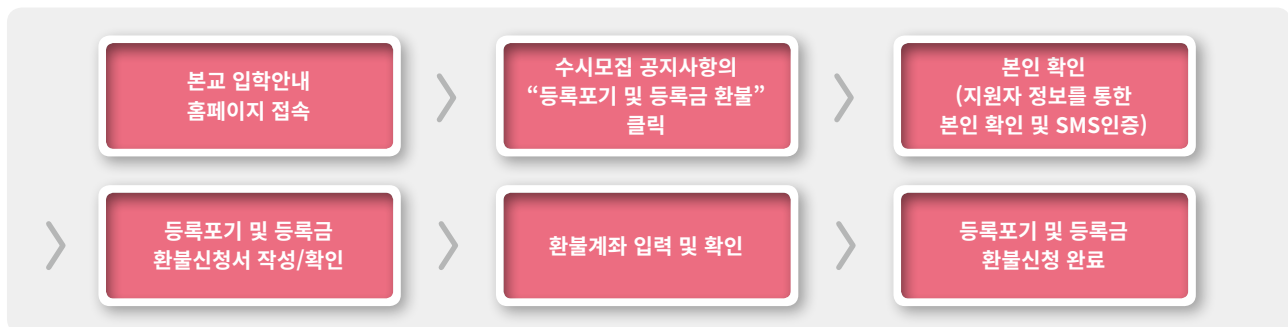 본교 입학안내
홈페이지 접속
수시모집 공지사항의
“등록포기 및 등록금 환불”
클릭
본인 확인
(지원자 정보를 통한
본인 확인 및 SMS인증)
등록포기 및 등록금
환불신청서 작성/확인
환불계좌 입력 및 확인
등록포기 및 등록금
환불신청 완료